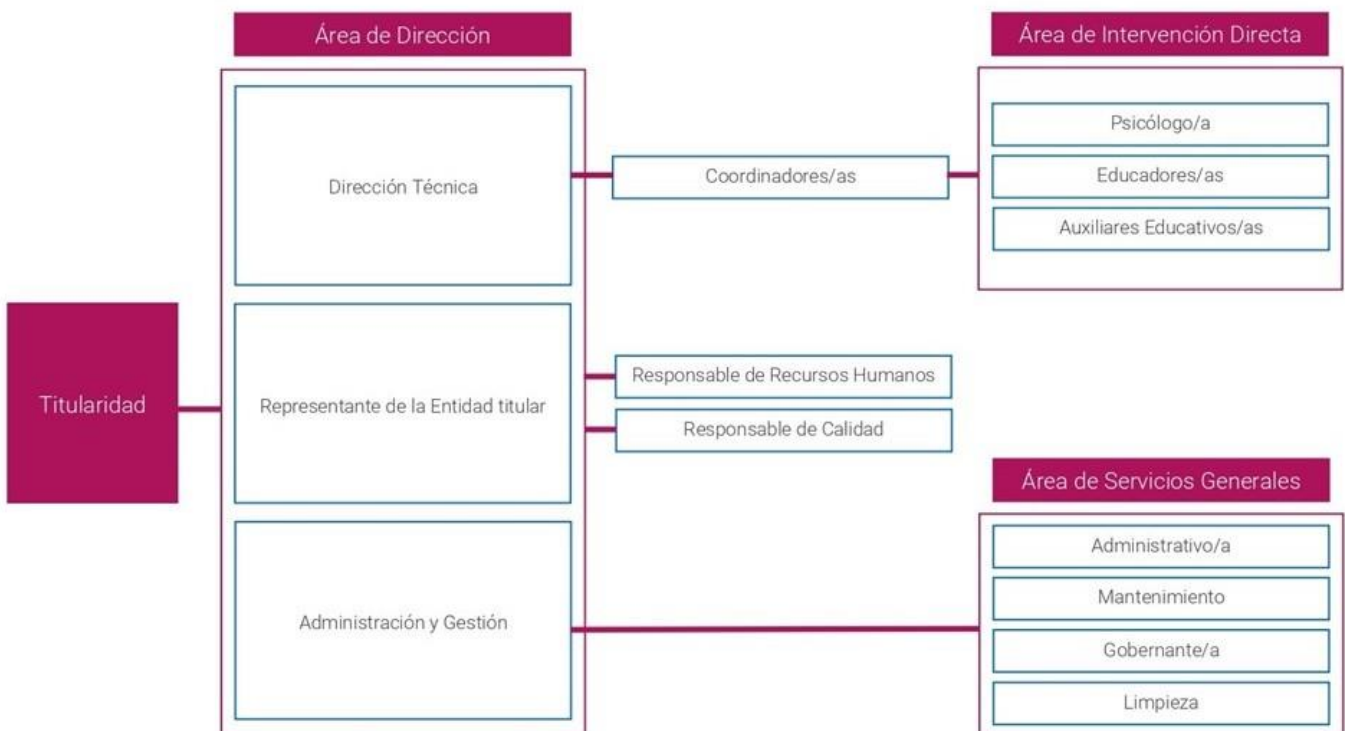 Área de Dirección
Área de Intervención Directa
Psicólogo/a
Dirección Técnica
Coordinadores/as
Educadores/as
Auxiliares Educativos/as
Titularidad
Representante de la Entidad titular
Responsable de Recursos Humanos
Responsable de Calidad
Área de Servicios Generales
Administrativo/a
Mantenimiento
Administración y Gestión
Gobernante/a
Limpieza